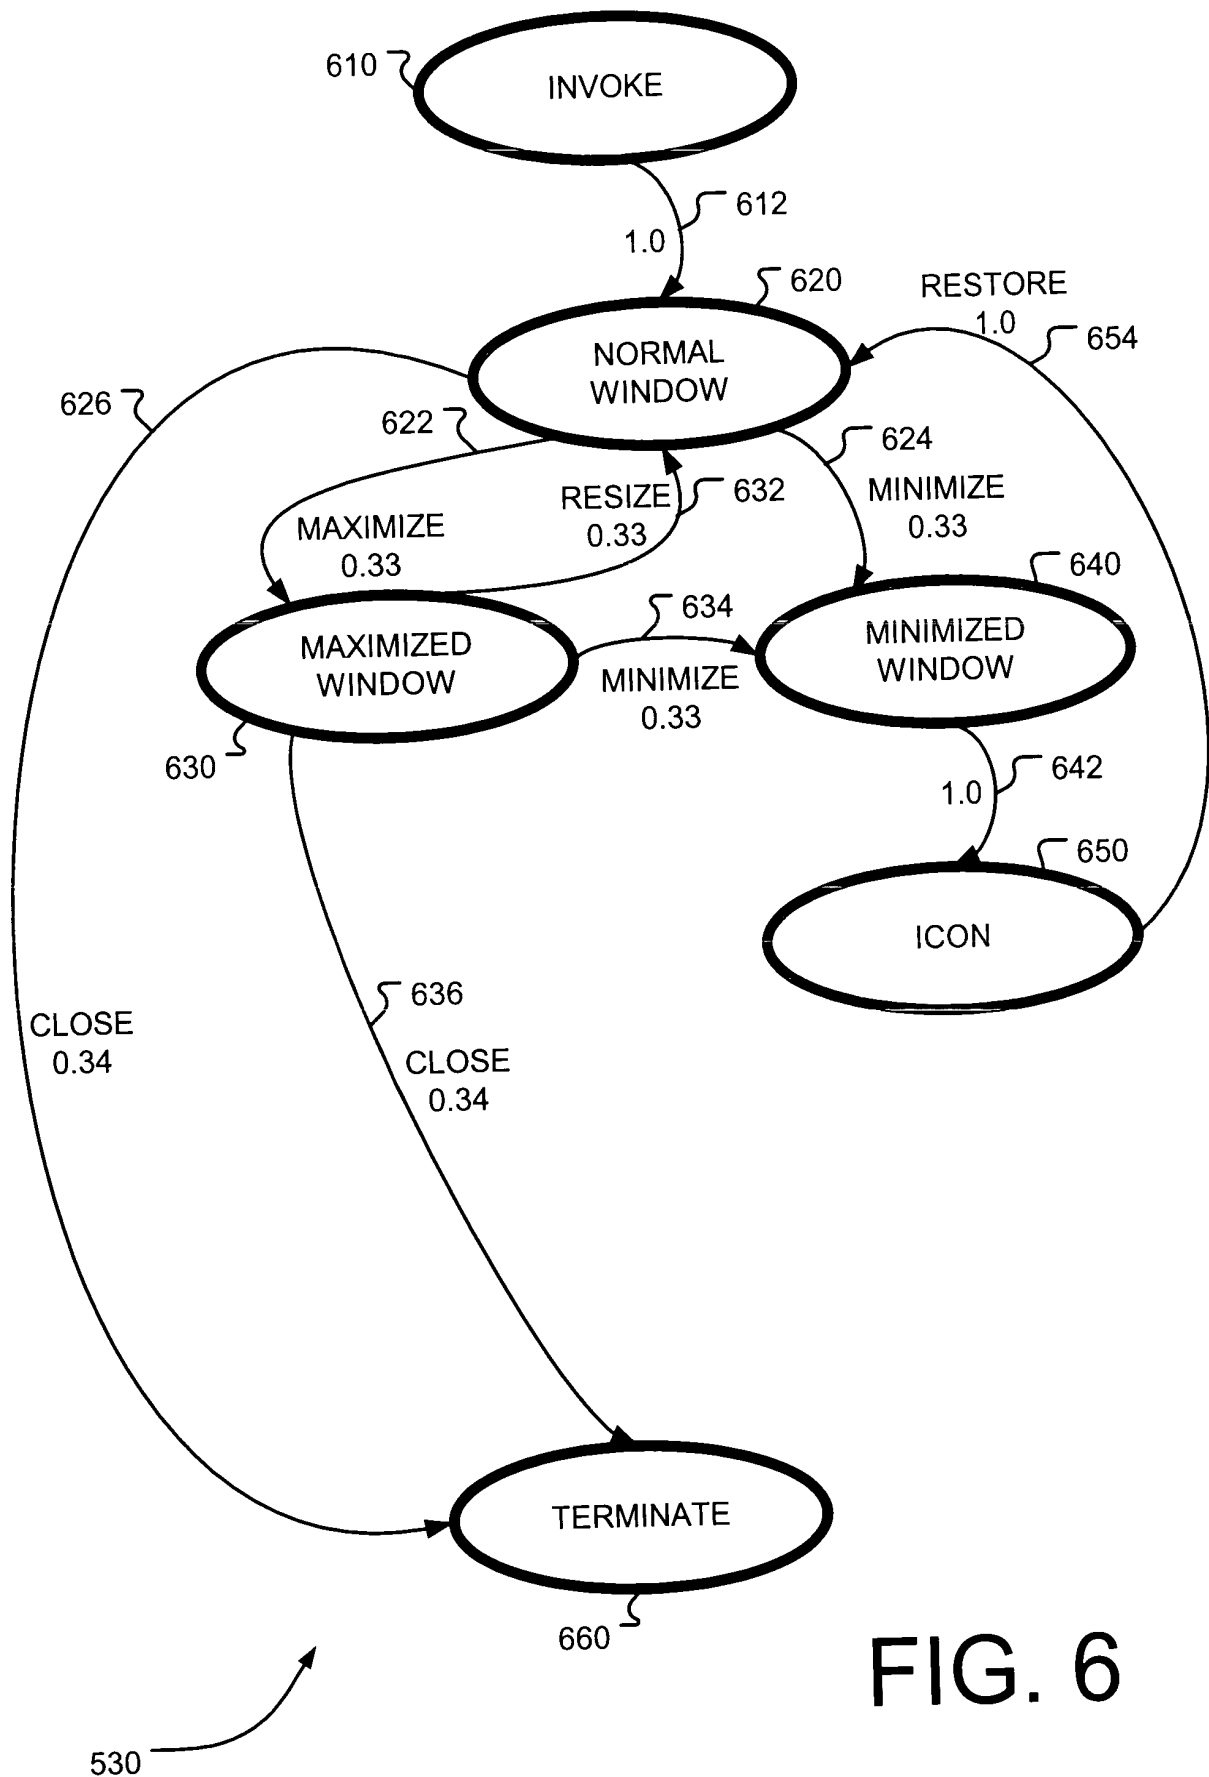 610
INVOKE
612
1.0
620
RESTORE
1.0
654
NORMAL
WINDOW
626
622
624
MAXIMIZE
0.33
RESIZE
0.33
632
MINIMIZE
0.33
640
634
MAXIMIZED
WINDOW
MINIMIZED
WINDOW
MINIMIZE
0.33
630
642
1.0
650
ICON
636
CLOSE
0.34
CLOSE
0.34
TERMINATE
660
530
FIG. 6